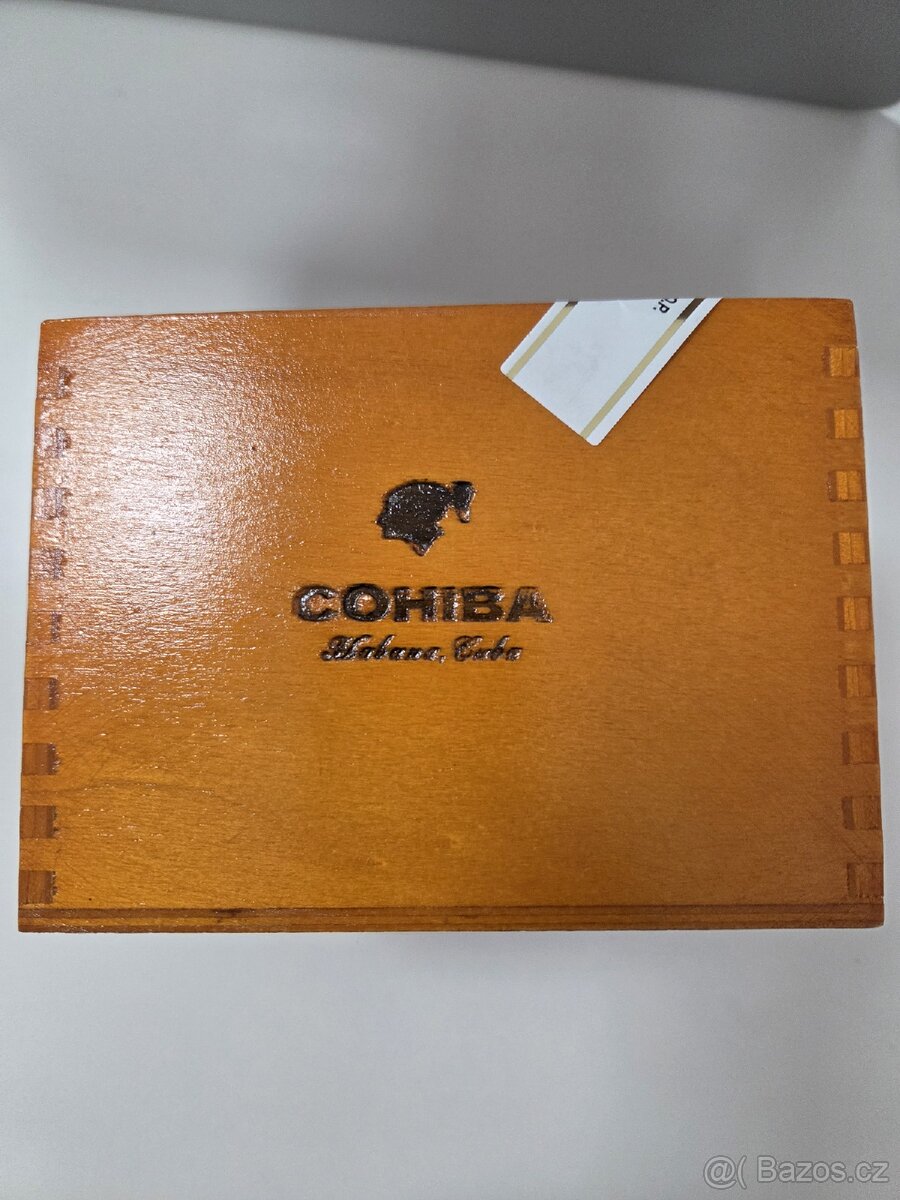 O.P.
COHIBA
Habana, Cuba
@( Bazos.cz